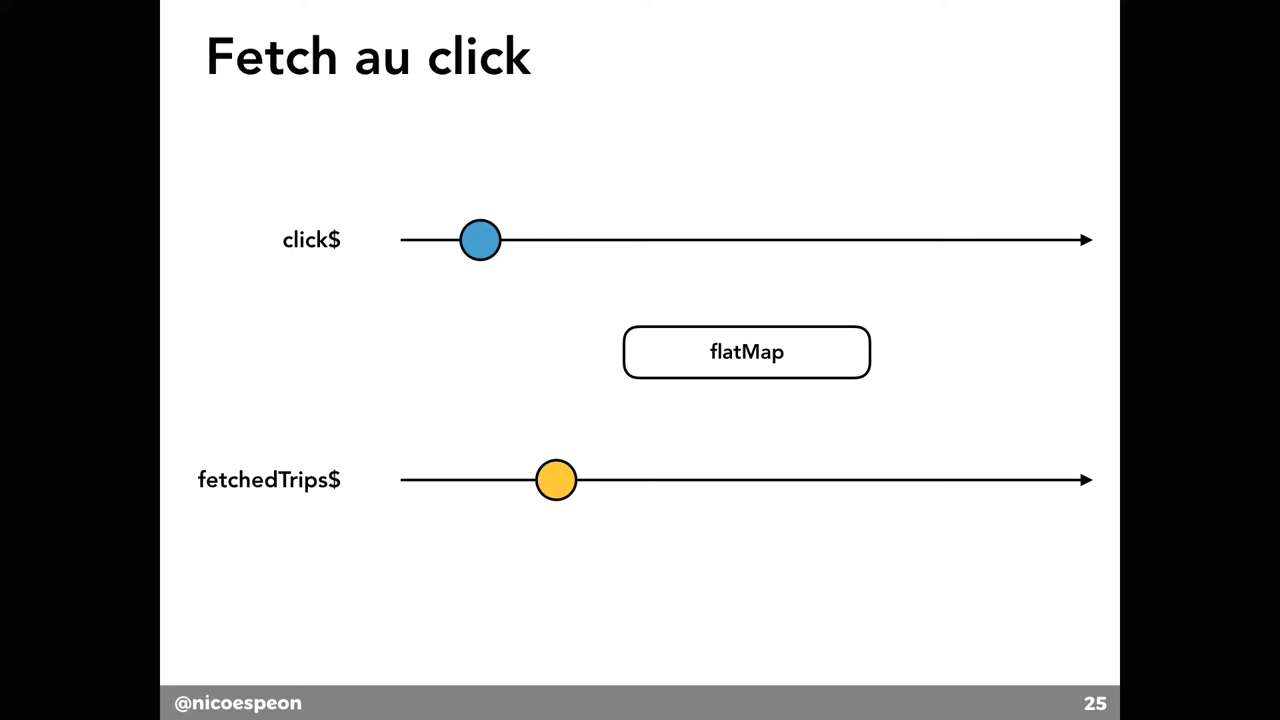 Fetch au click
click$
flatMap
fetchedTrips$
@nicoespeon
25